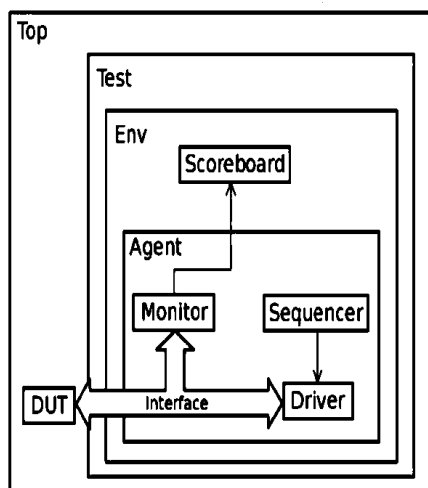 Top
Test
Env
Scoreboard
Agent
Monitor
Sequencer
DUT
Interface
Driver